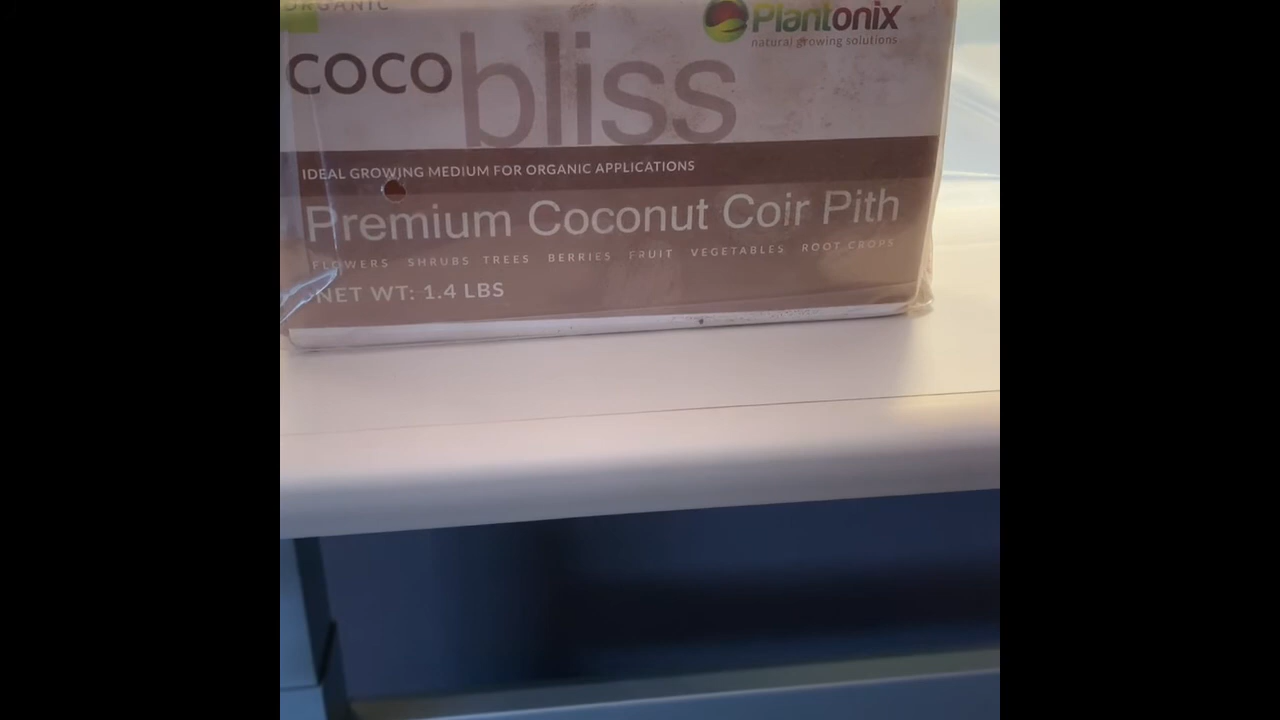 ORGANIC
Plantonix
natural growing solutions
coco bliss
IDEAL GROWING MEDIUM FOR ORGANIC APPLICATIONS
Premium Coconut Coir Pith
FLOWERS SHRUBS TREES BERRIES FRUIT VEGETABLES ROOT CROPS
NET WT: 1.4 LBS